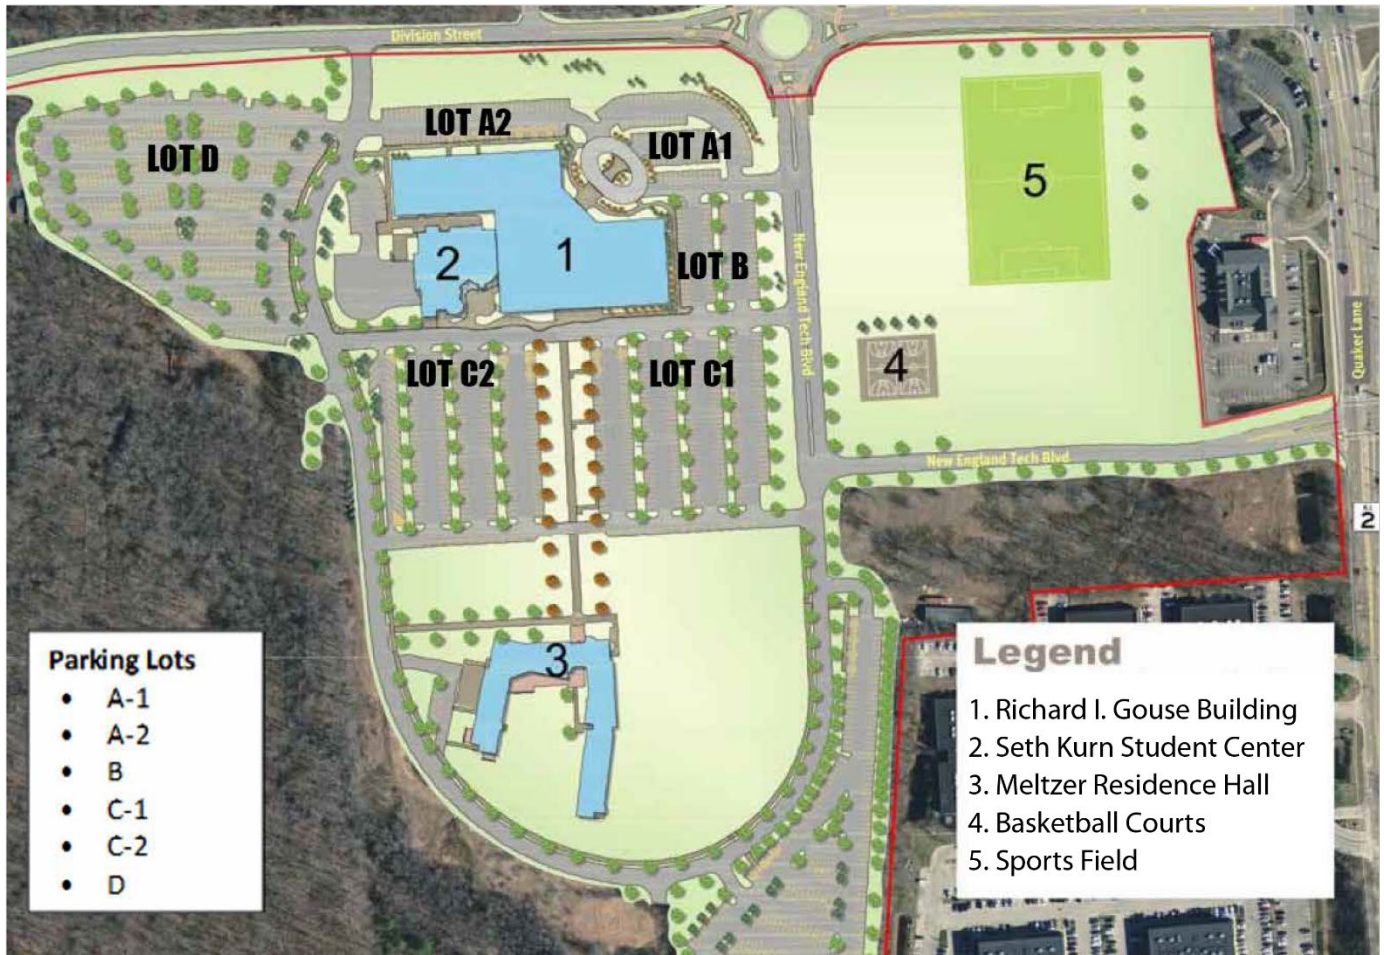 Division Street
LOT A2
LOT A1
LOT D
5
2
1
LOT B
New England Tech Blvd
Quaker Lane
LOT C2
LOT C1
4
New England Tech Blvd
2
3
Parking Lots
• A-1
• A-2
• B
• C-1
• C-2
• D
Legend
1. Richard I. Gouse Building
2. Seth Kurn Student Center
3. Meltzer Residence Hall
4. Basketball Courts
5. Sports Field